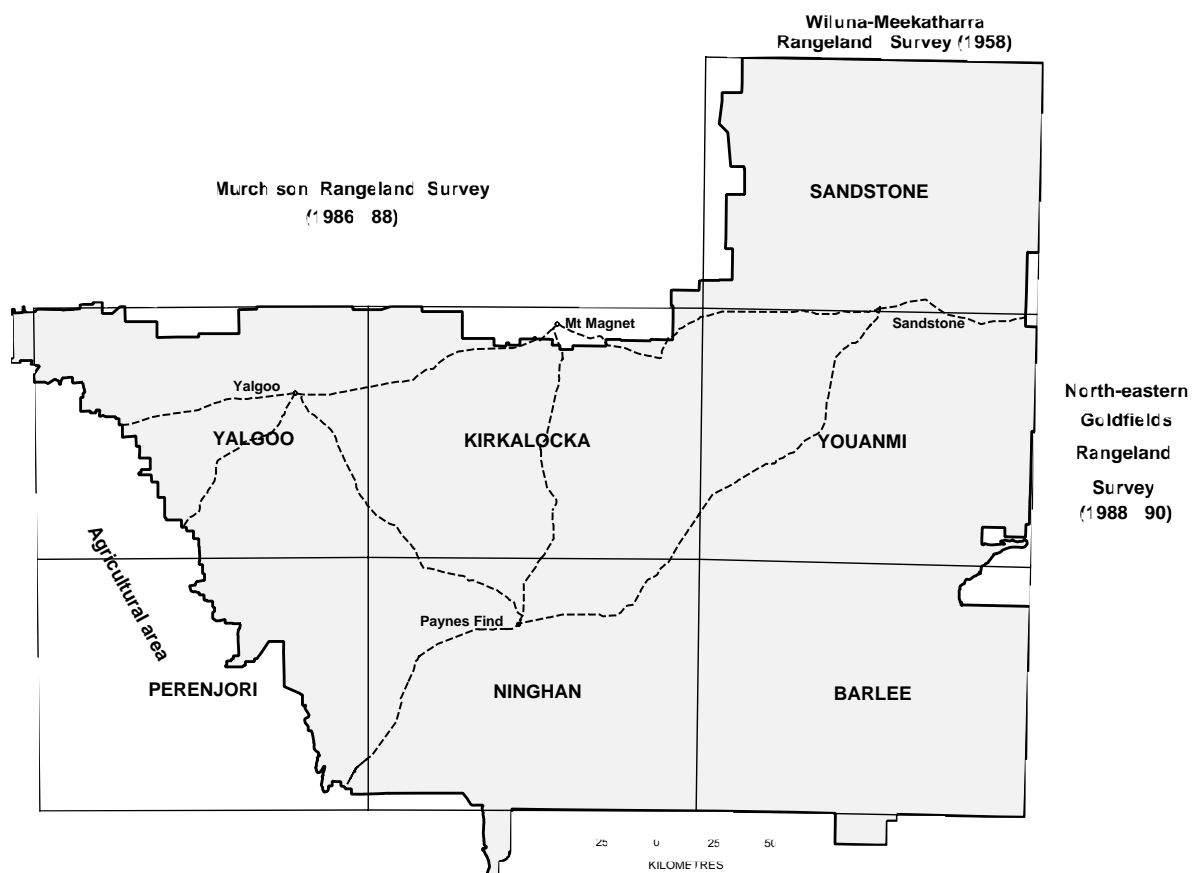 Wiluna-Meekatharra
Rangeland Survey (1958)
Murch son Rangeland Survey
(1986 88)
SANDSTONE
Mt Magnet
Sandstone
Yalgoo
North-eastern
Goldfields
Rangeland
Survey
(1988 90)
YALGOO
KIRKALOCKA
YOUANMI
Agricultural area
Paynes Find
PERENJORI
NINGHAN
BARLEE
25 0 25 50
KILOMETRES